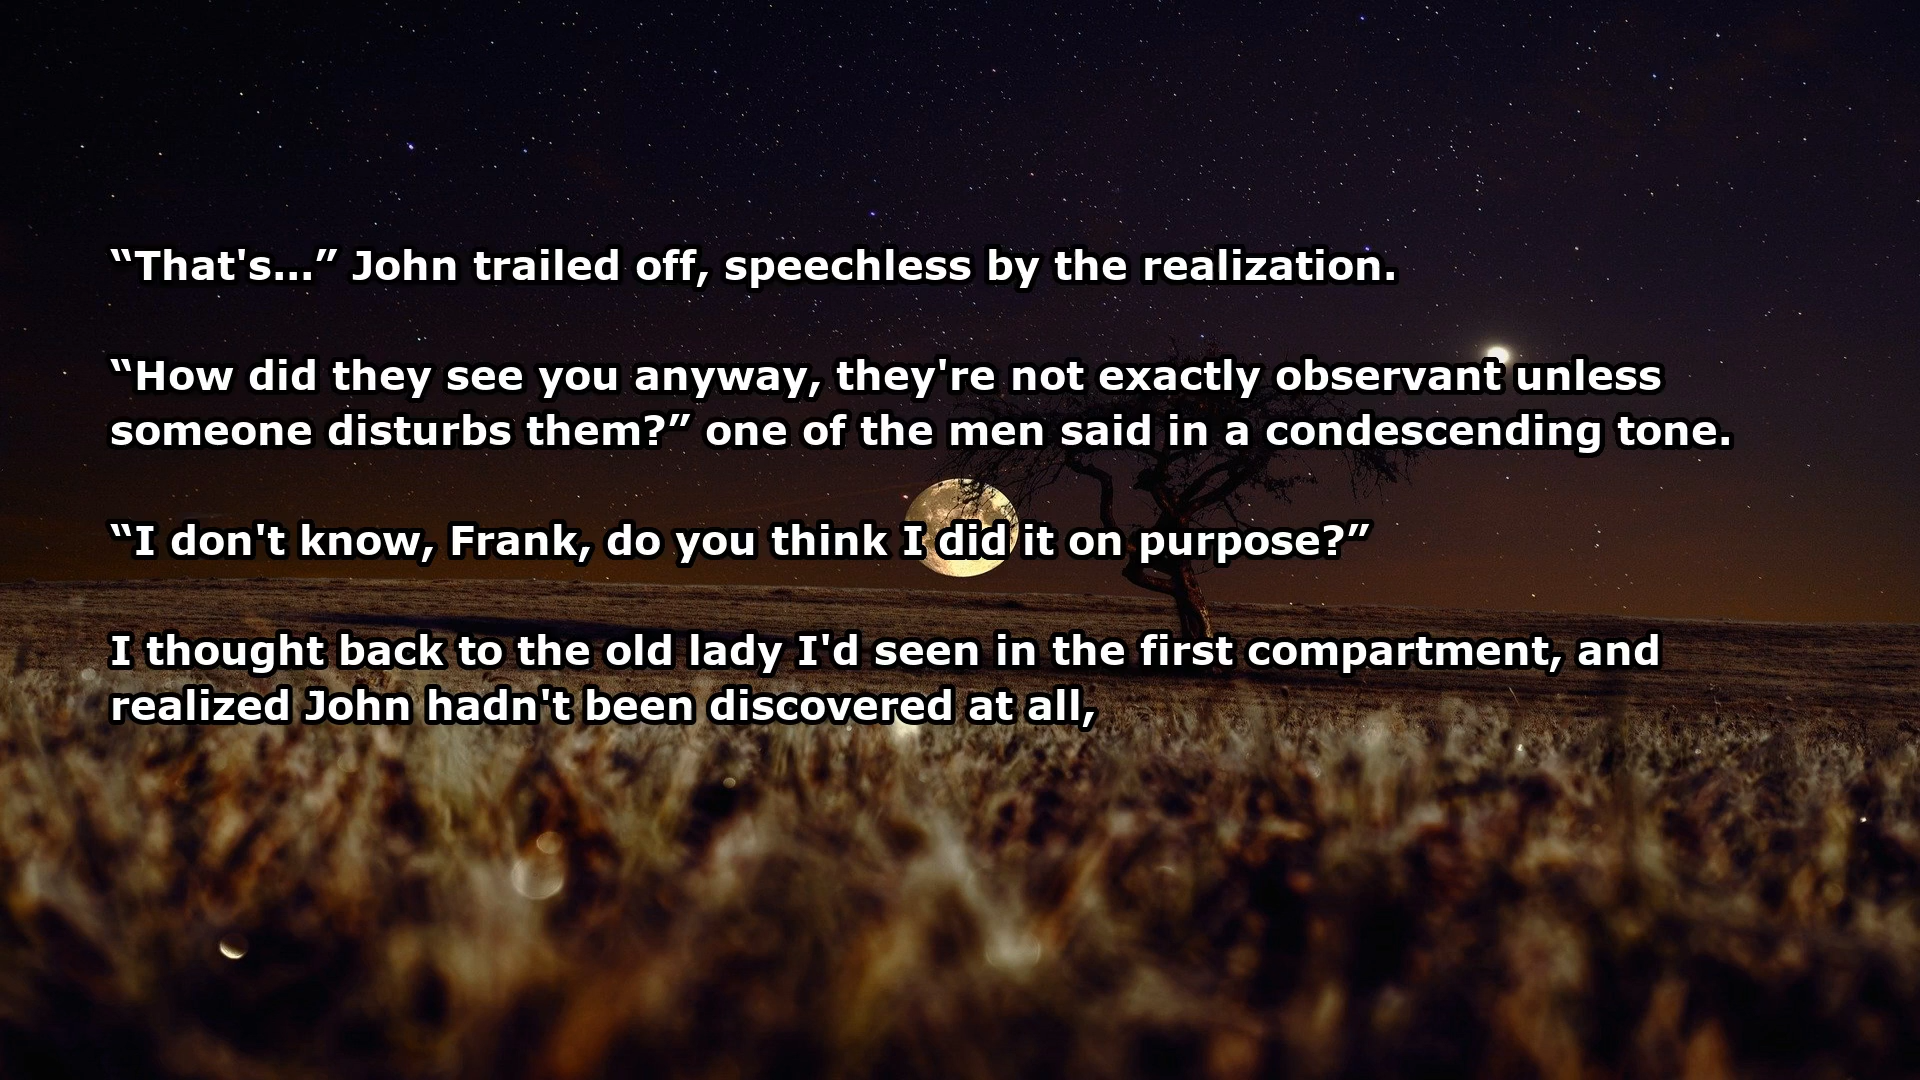 “That's...” John trailed off, speechless by the realization.
“How did they see you anyway, they're not exactly observant unless
someone disturbs them?” one of the men said in a condescending tone.
“I don't know, Frank, do you think I did it on purpose?”
I thought back to the old lady I'd seen in the first compartment, and
realized John hadn't been discovered at all,